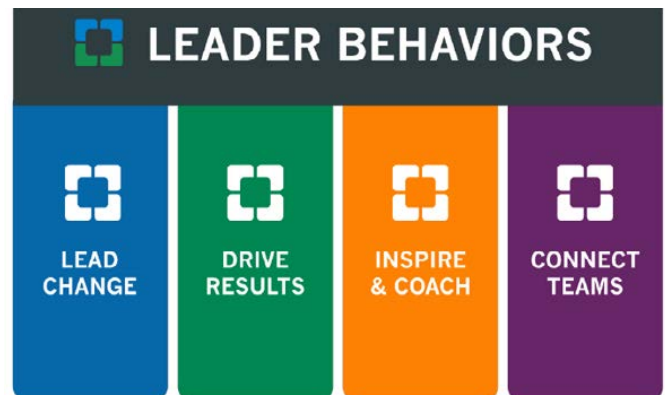 LEADER BEHAVIORS
LEAD
CHANGE
DRIVE
RESULTS
INSPIRE
& COACH
CONNECT
TEAMS